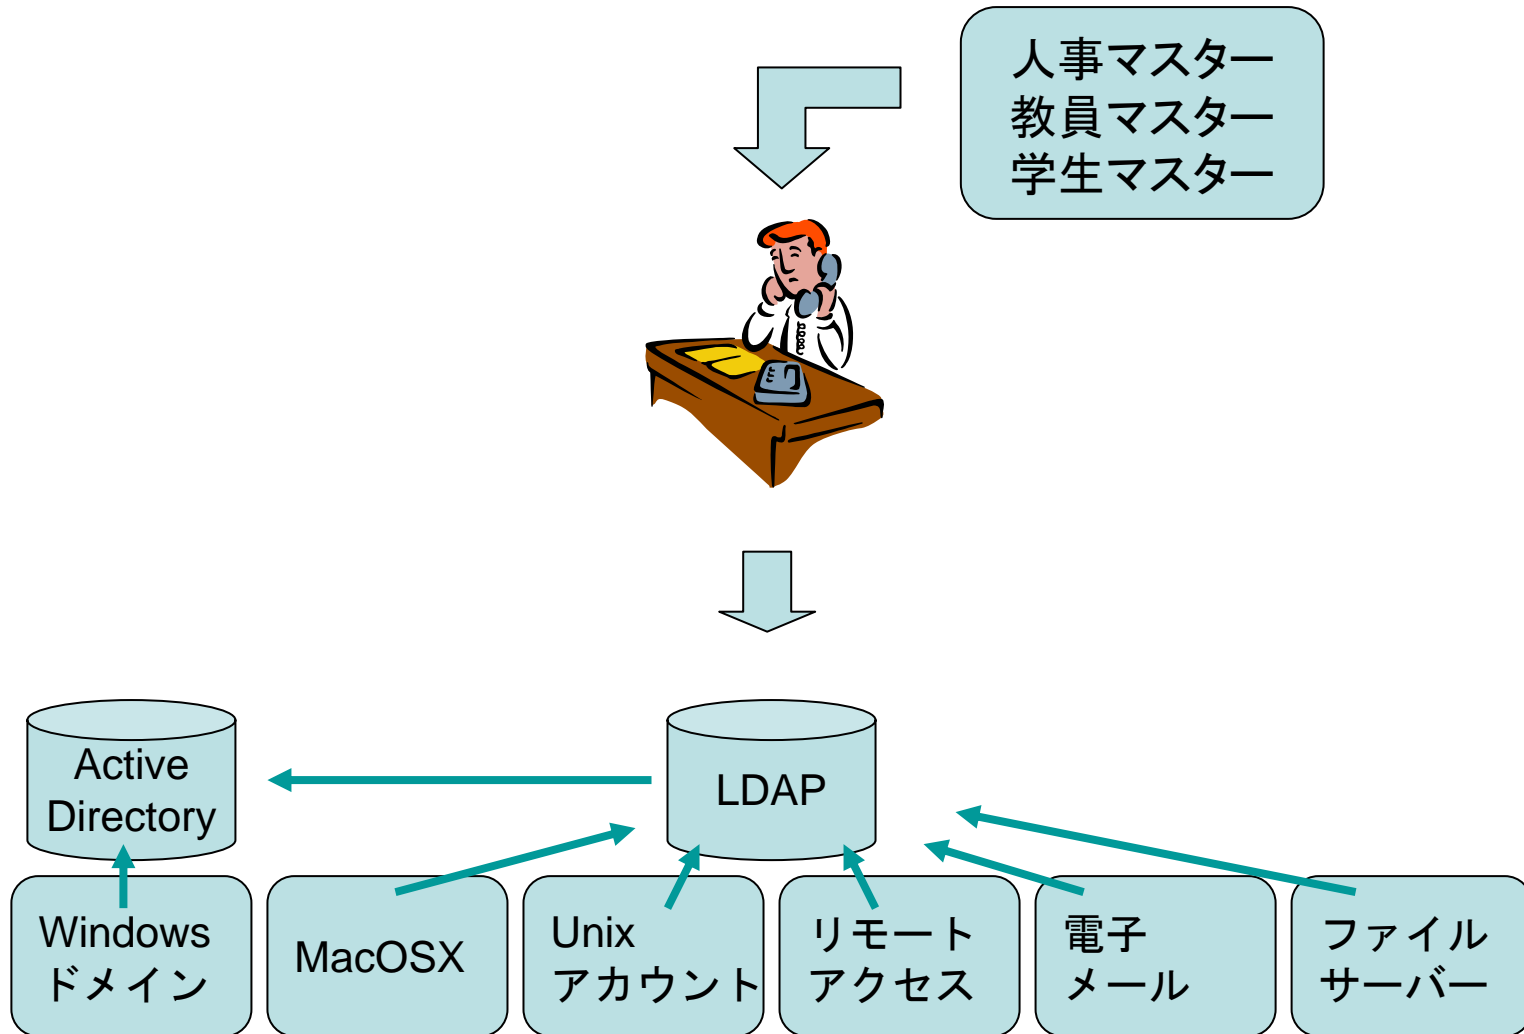 人事マスター
教員マスター
学生マスター
Active
Directory
LDAP
Windows
ドメイン
MacOSX
Unix
アカウント
リモート
アクセス
電子
メール
ファイル
サーバー